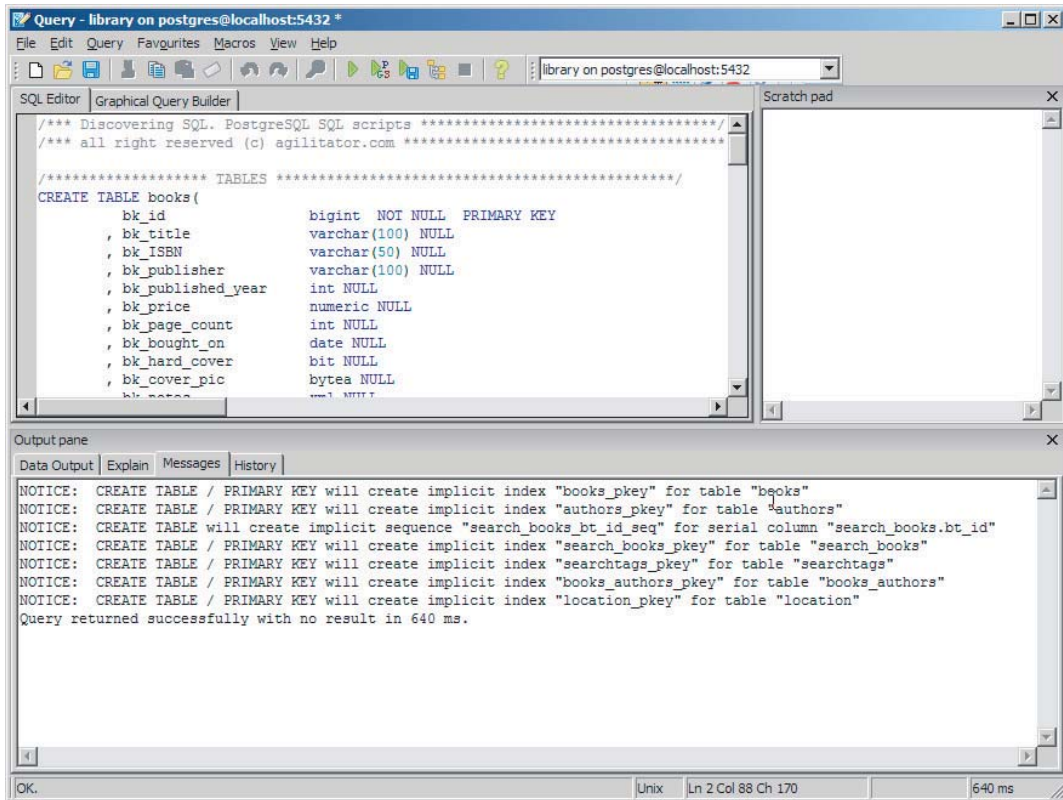 Query - library on postgres@localhost:5432 *
File Edit Query Favourites Macros View Help
library on postgres@localhost:5432
SQL Editor Graphical Query Builder
Scratch pad
/*** Discovering SQL. PostgreSQL SQL scripts ***********************************/
/*** all right reserved (c) agilitator.com **************************************
/******************* TABLES ***********************************************/
CREATE TABLE books(
bk_id bigint NOT NULL PRIMARY KEY
, bk_title varchar(100) NULL
, bk_ISBN varchar(50) NULL
, bk_publisher varchar(100) NULL
, bk_published_year int NULL
, bk_price numeric NULL
, bk_page_count int NULL
, bk_bought_on date NULL
, bk_hard_cover bit NULL
, bk_cover_pic bytea NULL
Output pane
Data Output Explain Messages History
NOTICE: CREATE TABLE / PRIMARY KEY will create implicit index "books_pkey" for table "books"
NOTICE: CREATE TABLE / PRIMARY KEY will create implicit index "authors_pkey" for table "authors"
NOTICE: CREATE TABLE will create implicit sequence "search_books_bt_id_seq" for serial column "search_books.bt_id"
NOTICE: CREATE TABLE / PRIMARY KEY will create implicit index "search_books_pkey" for table "search_books"
NOTICE: CREATE TABLE / PRIMARY KEY will create implicit index "searchtags_pkey" for table "searchtags"
NOTICE: CREATE TABLE / PRIMARY KEY will create implicit index "books_authors_pkey" for table "books_authors"
NOTICE: CREATE TABLE / PRIMARY KEY will create implicit index "location_pkey" for table "location"
Query returned successfully with no result in 640 ms.
OK. Unix Ln 2 Col 88 Ch 170 640 ms